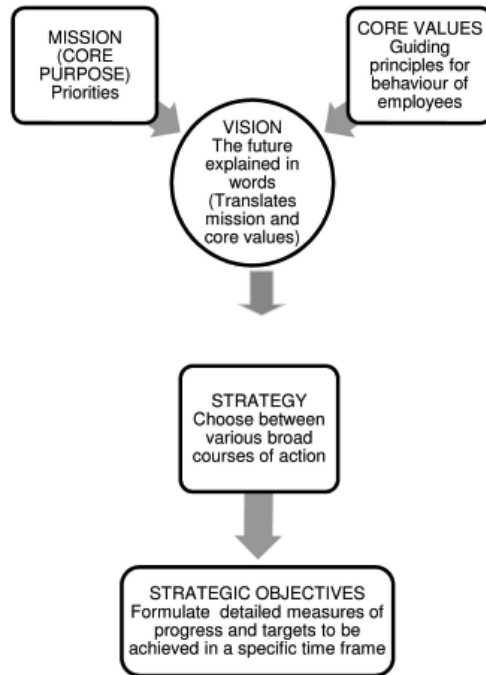 MISSION
(CORE
PURPOSE)
Priorities
CORE VALUES
Guiding
principles for
behaviour of
employees
VISION
The future
explained in
words
(Translates
mission and
core values)
STRATEGY
Choose between
various broad
courses of action
STRATEGIC OBJECTIVES
Formulate detailed measures of
progress and targets to be
achieved in a specific time frame